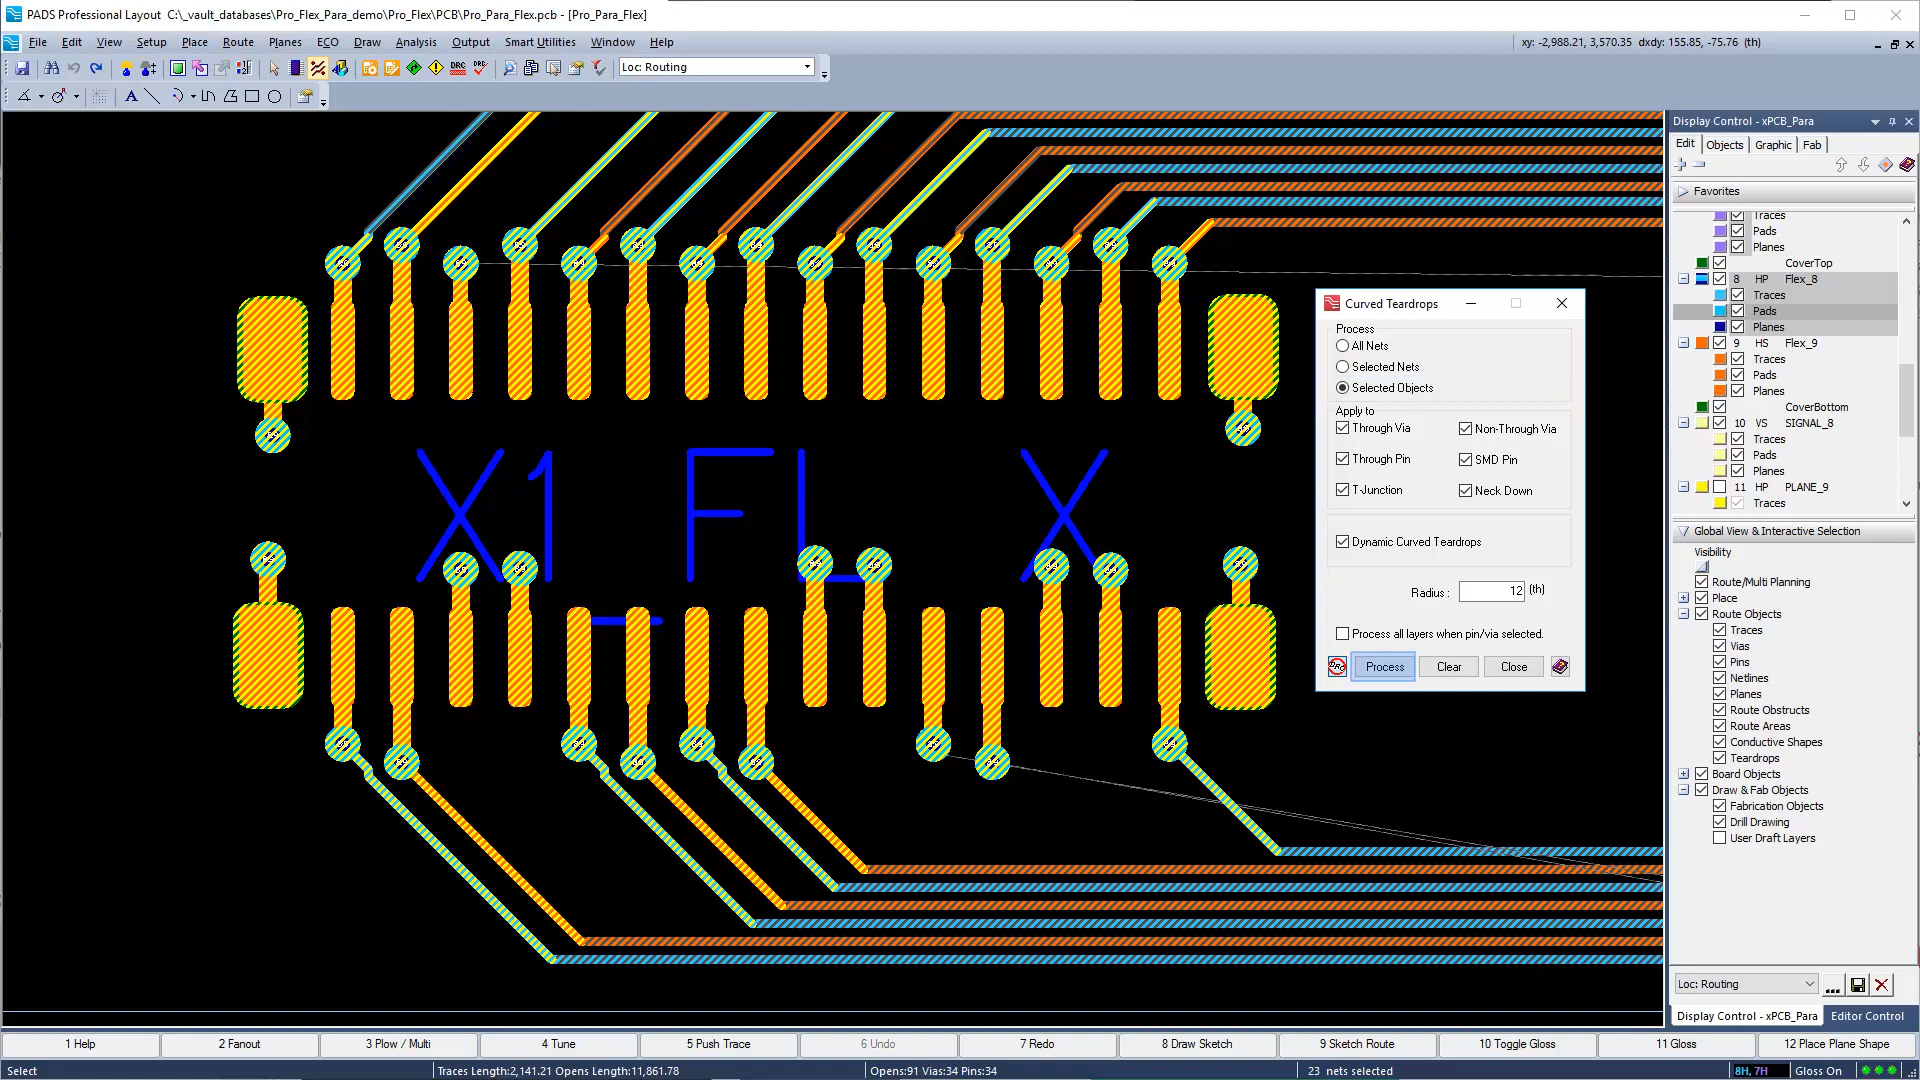 PADS Professional Layout C:\_vault_databases\Pro_Flex_Para_demo\Pro_Flex\PCB\Pro_Para_Flex.pcb - [Pro_Para_Flex]
File Edit View Setup Place Route Planes ECO Draw Analysis Output Smart Utilities Window Help
xy: -2,988.21, 3,570.35 dxdy: 155.85, -75.76 (th)
Loc: Routing
X1_FLX
Curved Teardrops
Process
All Nets
Selected Nets
Selected Objects
Apply to
Through Via Non-Through Via
Through Pin SMD Pin
T-Junction Neck Down
Dynamic Curved Teardrops
Radius : 12 (th)
Process all layers when pin/via selected.
Process Clear Close
Display Control - xPCB_Para
Edit Objects Graphic Fab
Favorites
Traces
Pads
Planes
CoverTop
8 HP Flex_8
Traces
Pads
Planes
9 HS Flex_9
Traces
Pads
Planes
CoverBottom
10 VS SIGNAL_8
Traces
Pads
Planes
11 HP PLANE_9
Traces
Global View & Interactive Selection
Visibility
Route/Multi Planning
Place
Route Objects
Traces
Vias
Pins
Netlines
Planes
Route Obstructs
Route Areas
Conductive Shapes
Teardrops
Board Objects
Draw & Fab Objects
Fabrication Objects
Drill Drawing
User Draft Layers
Loc: Routing
Display Control - xPCB_Para Editor Control
1 Help 2 Fanout 3 Plow / Multi 4 Tune 5 Push Trace 6 Undo 7 Redo 8 Draw Sketch 9 Sketch Route 10 Toggle Gloss 11 Gloss 12 Place Plane Shape
Select Traces Length:2,141.21 Opens Length:11,861.78 Opens:91 Vias:34 Pins:34 23 nets selected 8H, 7H Gloss On